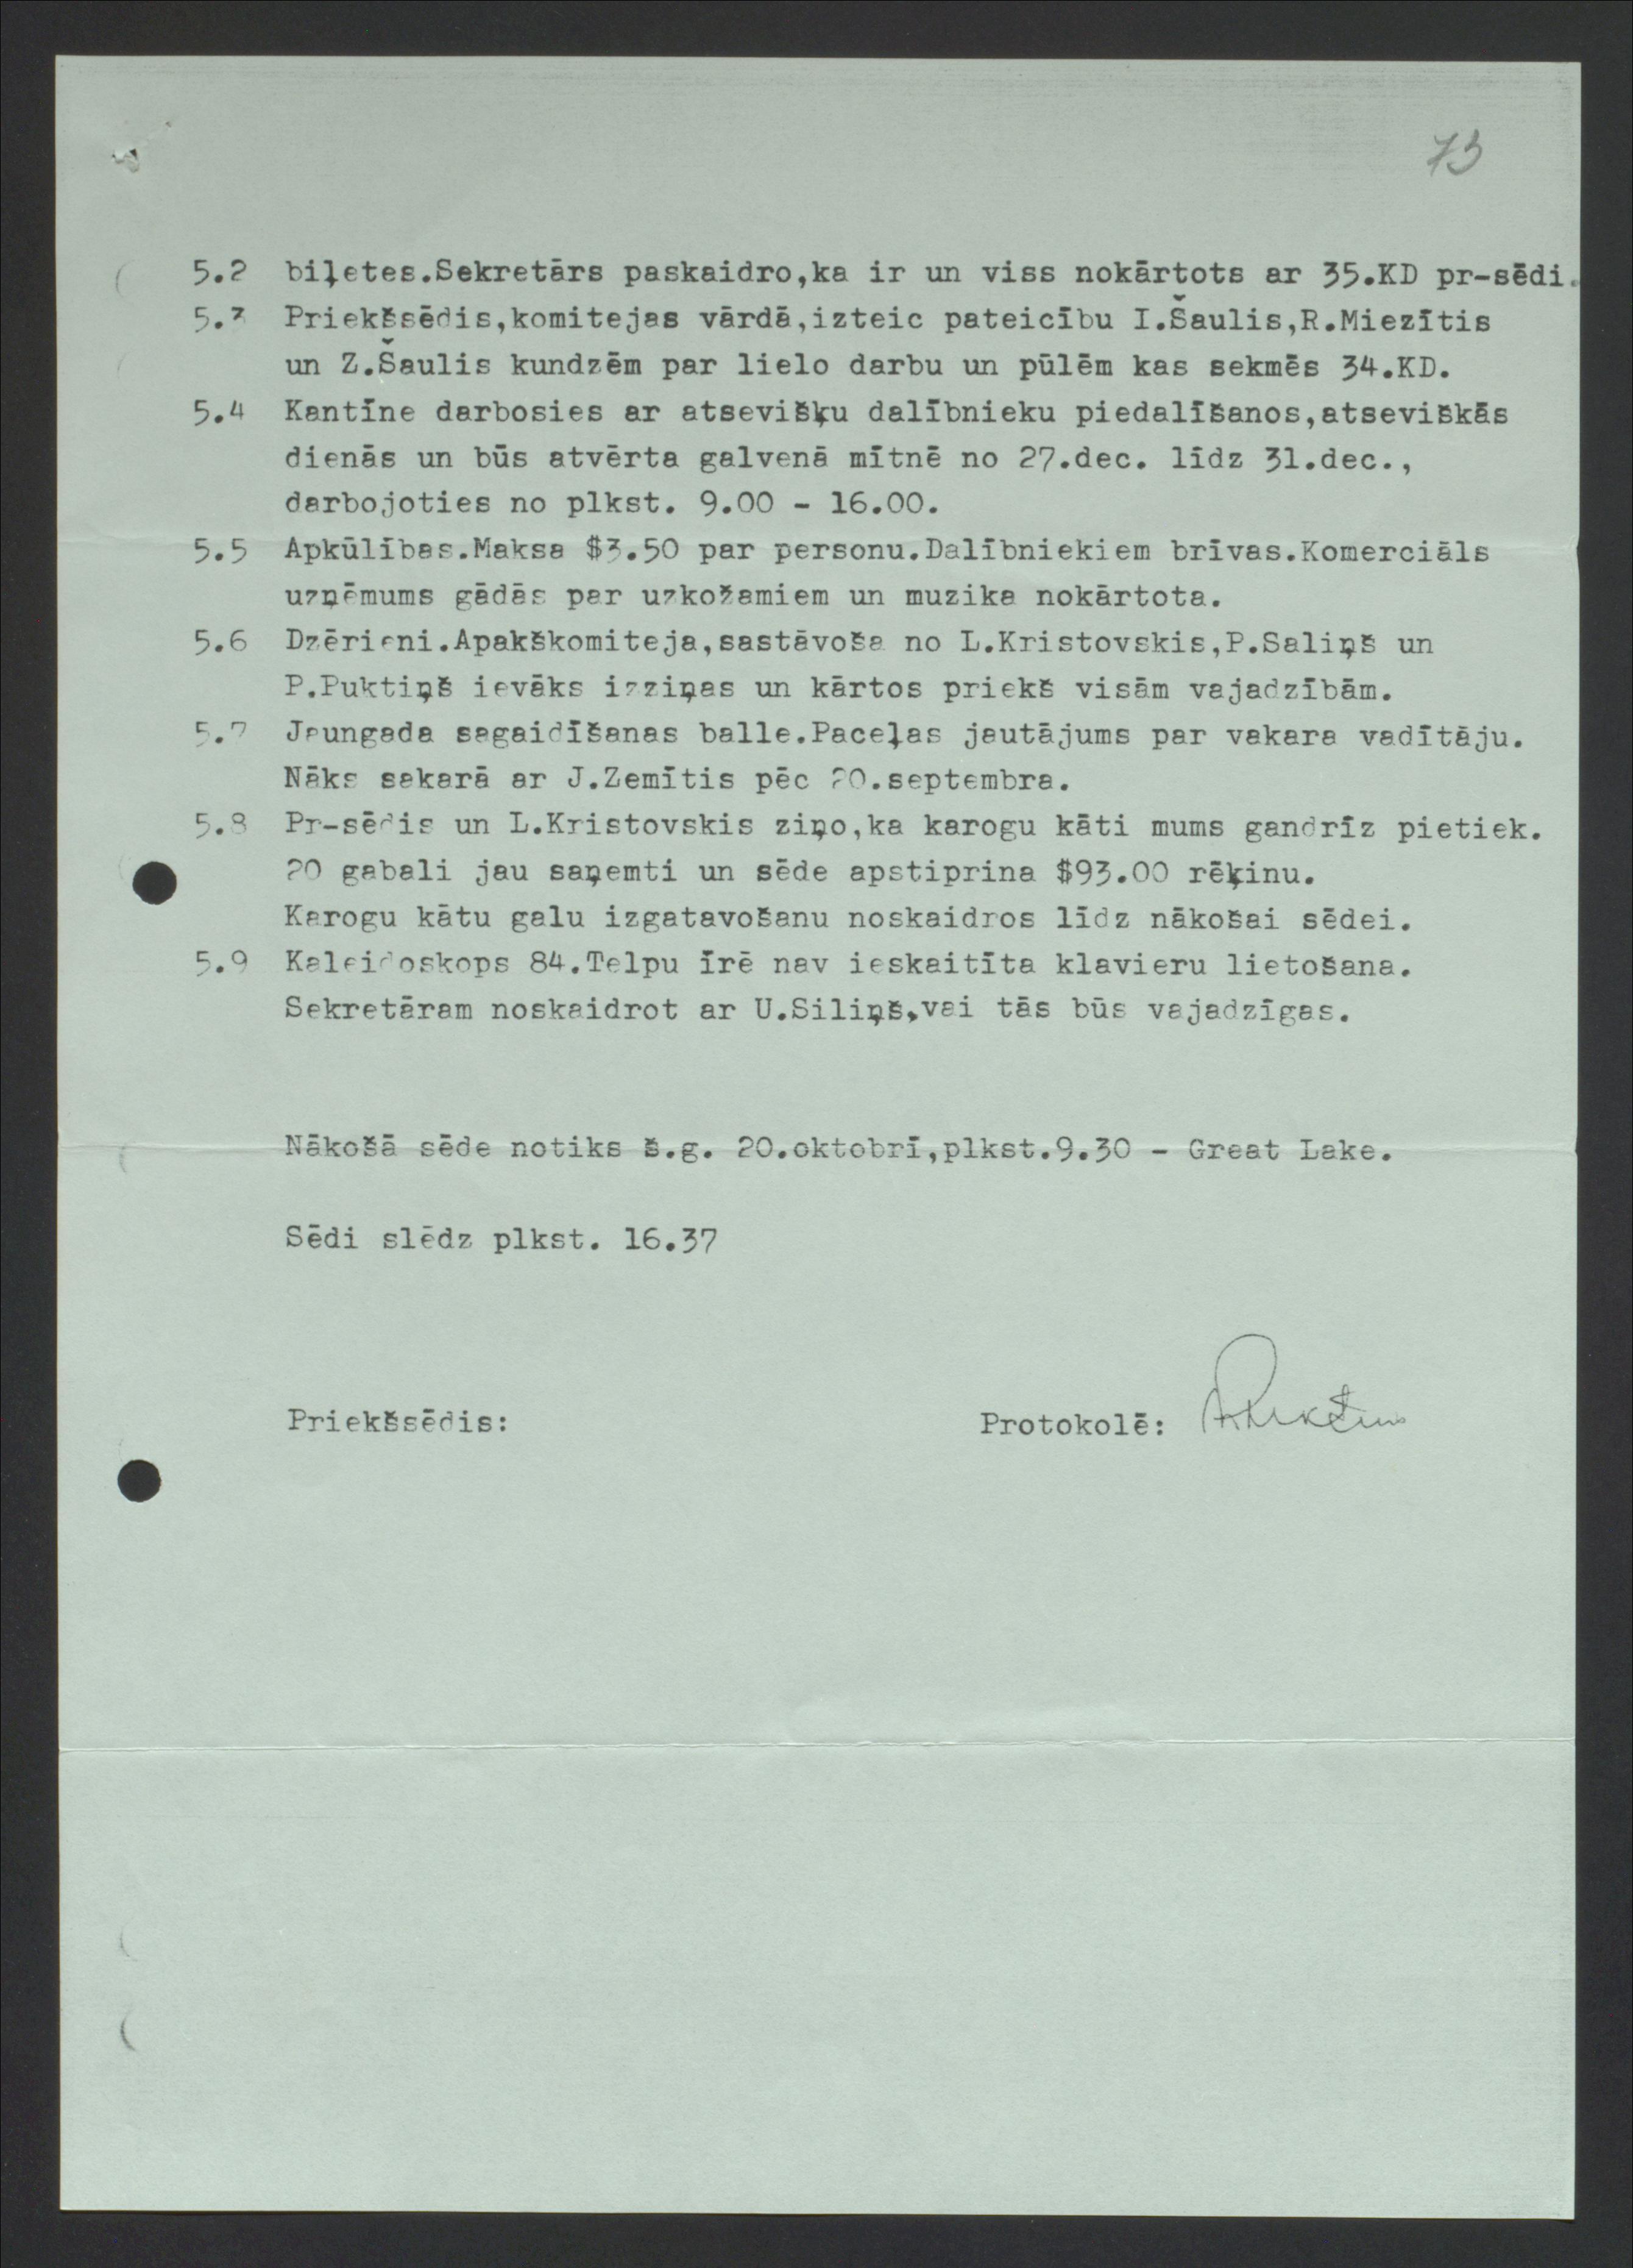 73
5.2 biļetes.Sekretārs paskaidro,ka ir un viss nokārtots ar 35.KD pr-sēdi.
5.3 Priekšsēdis,komitejas vārdā,izteic pateicību I.Šaulis,R.Miezītis
un Z.Šaulis kundzēm par lielo darbu un pūlēm kas sekmēs 34.KD.
5.4 Kantīne darbosies ar atsevišķu dalībnieku piedalīšanos,atseviškās
dienās un būs atvērta galvenā mītnē no 27.dec. līdz 31.dec.,
darbojoties no plkst. 9.00 - 16.00.
5.5 Apkūlības.Maksa $3.50 par personu.Dalībniekiem brīvas.Komerciāls
uzņēmums gādās par uzkožamiem un muzika nokārtota.
5.6 Dzērieni.Apakškomiteja,sastāvoša no L.Kristovskis,P.Saliņš un
P.Puktiņš ievāks izziņas un kārtos priekš visām vajadzībām.
5.7 Jaungada sagaidīšanas balle.Paceļas jautājums par vakara vadītāju.
Nāks sakarā ar J.Zemītis pēc 20.septembra.
5.8 Pr-sēdis un L.Kristovskis ziņo,ka karogu kāti mums gandrīz pietiek.
20 gabali jau saņemti un sēde apstiprina $93.00 rēķinu.
Karogu kātu galu izgatavošanu noskaidros līdz nākošai sēdei.
5.9 Kaleidoskops 84.Telpu īrē nav ieskaitīta klavieru lietošana.
Sekretāram noskaidrot ar U.Siliņš,vai tās būs vajadzīgas.
Nākošā sēde notiks š.g. 20.oktobrī,plkst.9.30 - Great Lake.
Sēdi slēdz plkst. 16.37
Priekšsēdis: Protokolē: